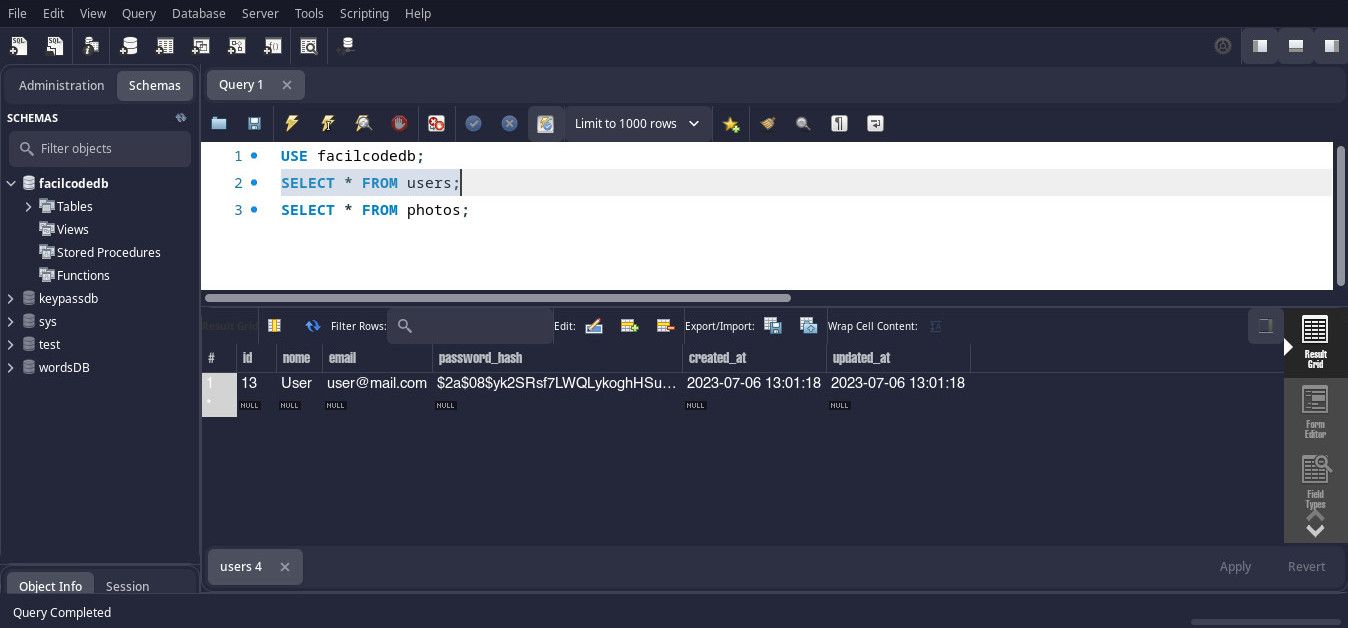 File Edit View Query Database Server Tools Scripting Help
Administration Schemas
Query 1
SCHEMAS
Filter objects
facilcodedb
Tables
Views
Stored Procedures
Functions
keypassdb
sys
test
wordsDB
Limit to 1000 rows
1 USE facilcodedb;
2 SELECT * FROM users;
3 SELECT * FROM photos;
Result Grid Filter Rows: Edit: Export/Import: Wrap Cell Content:
# id nome email password_hash created_at updated_at
1 13 User user@mail.com $2a$08$yk2SRsf7LWQLykoghHSu... 2023-07-06 13:01:18 2023-07-06 13:01:18
* NULL NULL NULL NULL NULL NULL
Result
Grid
Form
Editor
Field
Types
users 4
Apply Revert
Object Info Session
Query Completed